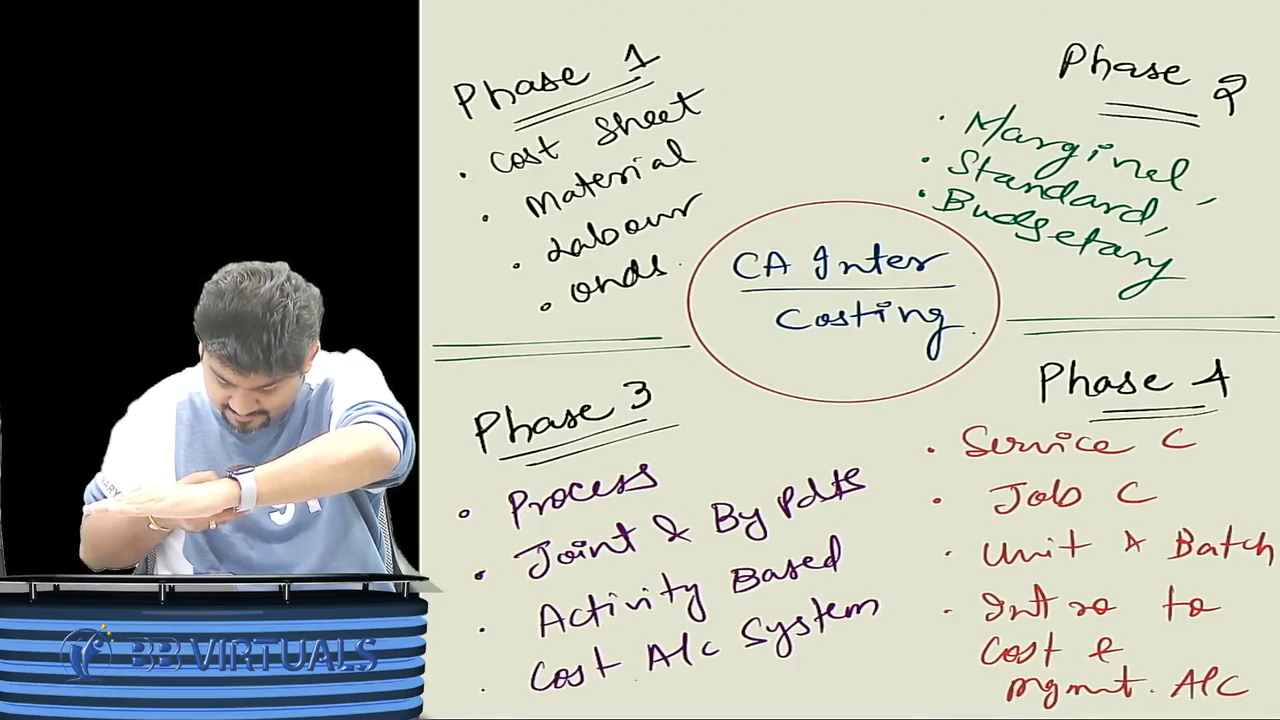 Phase 1
• Cost Sheet
• Material
• Labour
• OHDs.
Phase 2
• Marginal,
• Standard,
• Budgetary
CA Inter
Costing.
Phase 3
• Process
• Joint & By Pdts
• Activity Based
• Cost A/c System
Phase 4
• Service C
• Job C
• Unit & Batch
• Intro to
Cost &
Mgmt. A/C
BB VIRTUALS